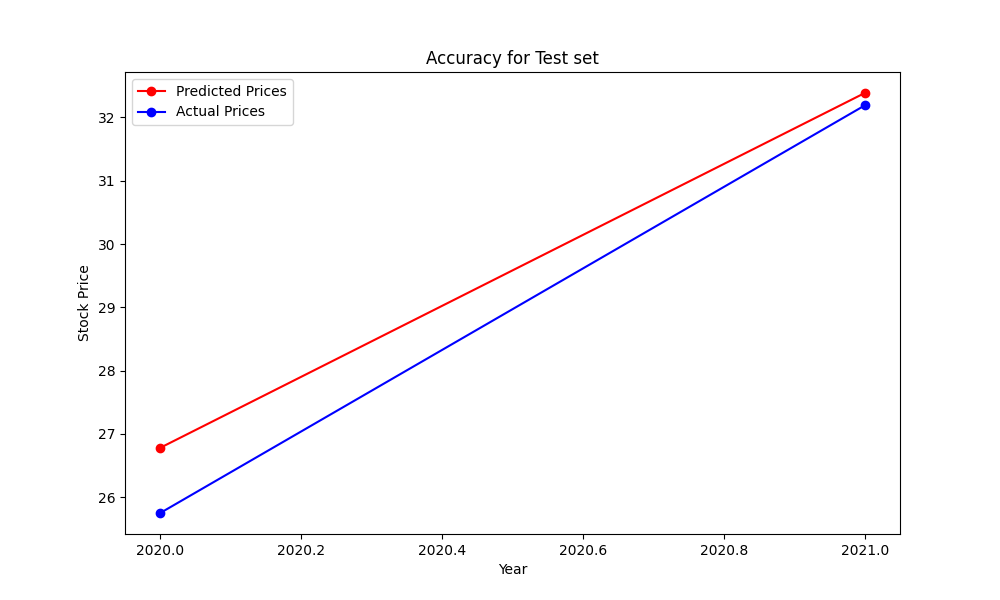 Accuracy for Test set
Predicted Prices
Actual Prices
Stock Price
32
31
30
29
28
27
26
2020.0 2020.2 2020.4 2020.6 2020.8 2021.0
Year